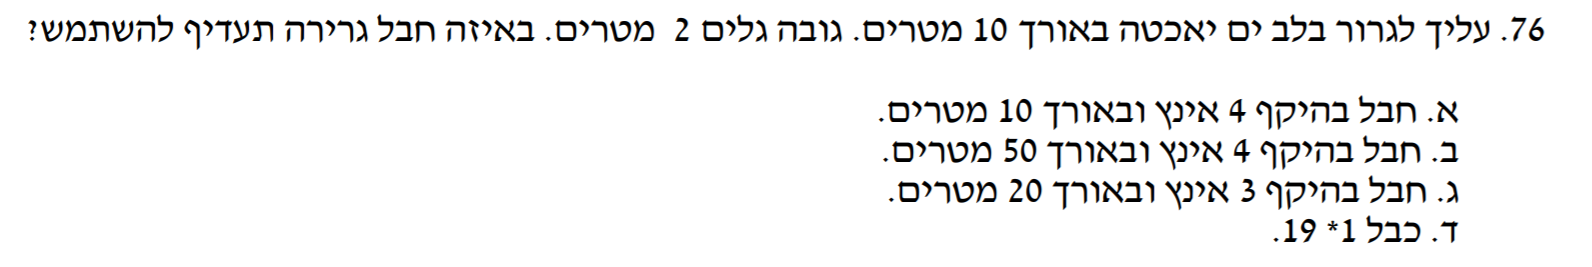 76. עליך לגרור בלב ים יאכטה באורך 10 מטרים. גובה גלים 2 מטרים. באיזה חבל גרירה תעדיף להשתמש?
א. חבל בהיקף 4 אינץ ובאורך 10 מטרים.
ב. חבל בהיקף 4 אינץ ובאורך 50 מטרים.
ג. חבל בהיקף 3 אינץ ובאורך 20 מטרים.
ד. כבל 1* 19.